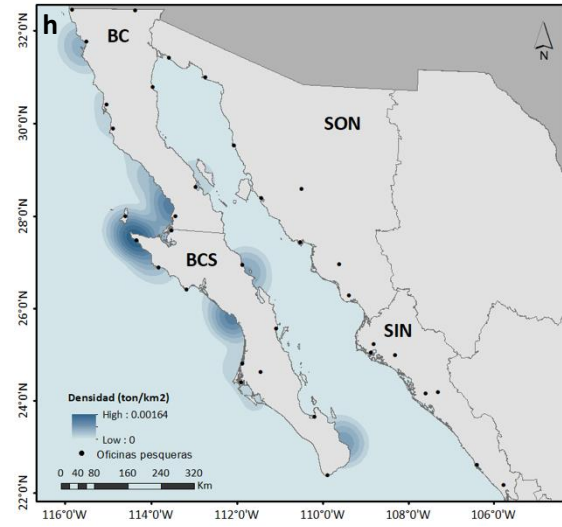 h
N
BC
SON
BCS
SIN
32°0'N
30°0'N
28°0'N
26°0'N
24°0'N
22°0'N
Densidad (ton/km2)
High : 0.00164
Low : 0
Oficinas pesqueras
0 40 80 160 240 320
Km
116°0'W 114°0'W 112°0'W 110°0'W 108°0'W 106°0'W